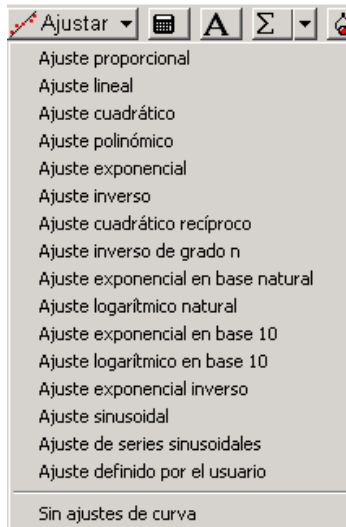 Ajustar A Σ
Ajuste proporcional
Ajuste lineal
Ajuste cuadrático
Ajuste polinómico
Ajuste exponencial
Ajuste inverso
Ajuste cuadrático recíproco
Ajuste inverso de grado n
Ajuste exponencial en base natural
Ajuste logarítmico natural
Ajuste exponencial en base 10
Ajuste logarítmico en base 10
Ajuste exponencial inverso
Ajuste sinusoidal
Ajuste de series sinusoidales
Ajuste definido por el usuario
Sin ajustes de curva